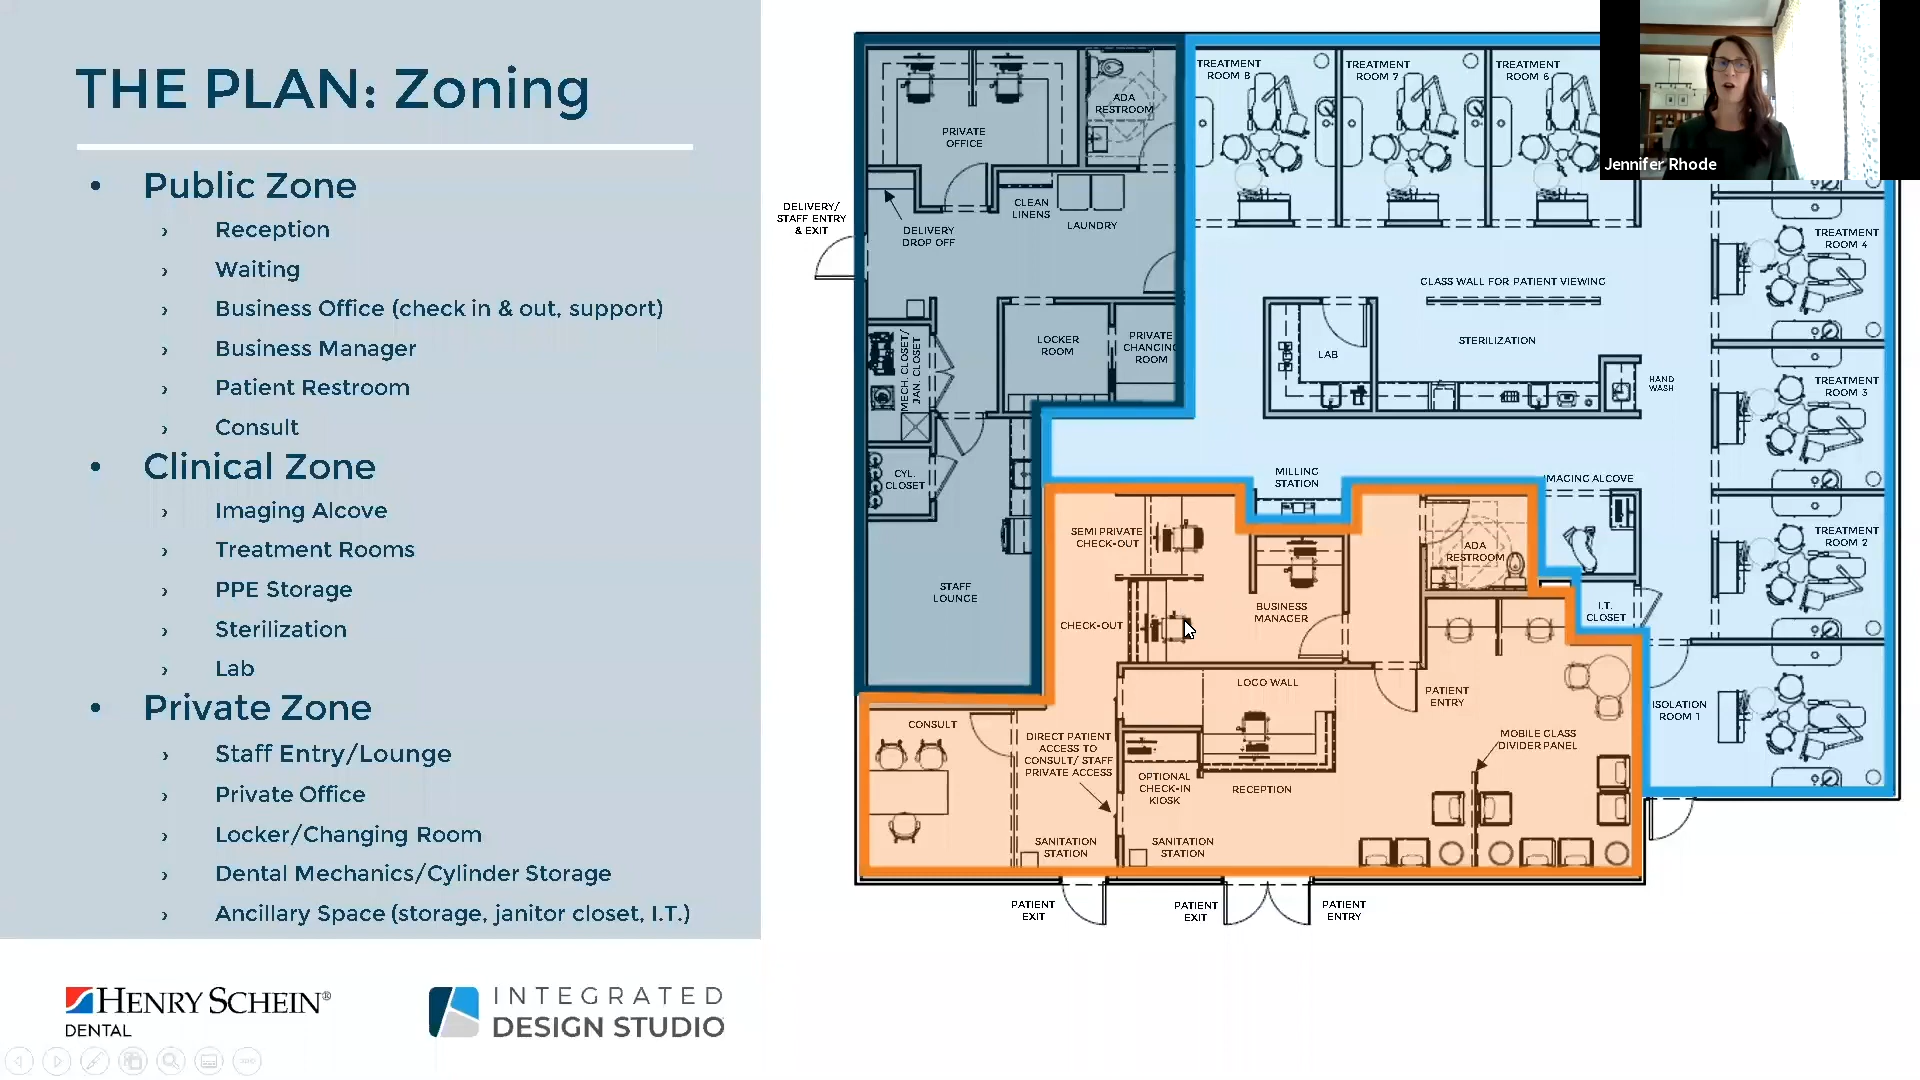 THE PLAN: Zoning
• Public Zone
› Reception
› Waiting
› Business Office (check in & out, support)
› Business Manager
› Patient Restroom
› Consult
• Clinical Zone
› Imaging Alcove
› Treatment Rooms
› PPE Storage
› Sterilization
› Lab
• Private Zone
› Staff Entry/Lounge
› Private Office
› Locker/Changing Room
› Dental Mechanics/Cylinder Storage
› Ancillary Space (storage, janitor closet, I.T.)
HENRY SCHEIN®
DENTAL
INTEGRATED
DESIGN STUDIO
PRIVATE
OFFICE
ADA
RESTROOM
DELIVERY/
STAFF ENTRY
& EXIT
DELIVERY
DROP OFF
CLEAN
LINENS
LAUNDRY
LOCKER
ROOM
PRIVATE
CHANGING
ROOM
MECH. CLOSET/
JAN. CLOSET
CYL.
CLOSET
STAFF
LOUNGE
TREATMENT
ROOM 8
TREATMENT
ROOM 7
TREATMENT
ROOM 6
Jennifer Rhode
TREATMENT
ROOM 4
GLASS WALL FOR PATIENT VIEWING
LAB
STERILIZATION
HAND
WASH
TREATMENT
ROOM 3
MILLING
STATION
IMAGING ALCOVE
TREATMENT
ROOM 2
I.T.
CLOSET
ISOLATION
ROOM 1
SEMI PRIVATE
CHECK-OUT
ADA
RESTROOM
CHECK-OUT
BUSINESS
MANAGER
LOGO WALL
PATIENT
ENTRY
CONSULT
DIRECT PATIENT
ACCESS TO
CONSULT/ STAFF
PRIVATE ACCESS
OPTIONAL
CHECK-IN
KIOSK
RECEPTION
MOBILE GLASS
DIVIDER PANEL
SANITATION
STATION
SANITATION
STATION
PATIENT
EXIT
PATIENT
EXIT
PATIENT
ENTRY